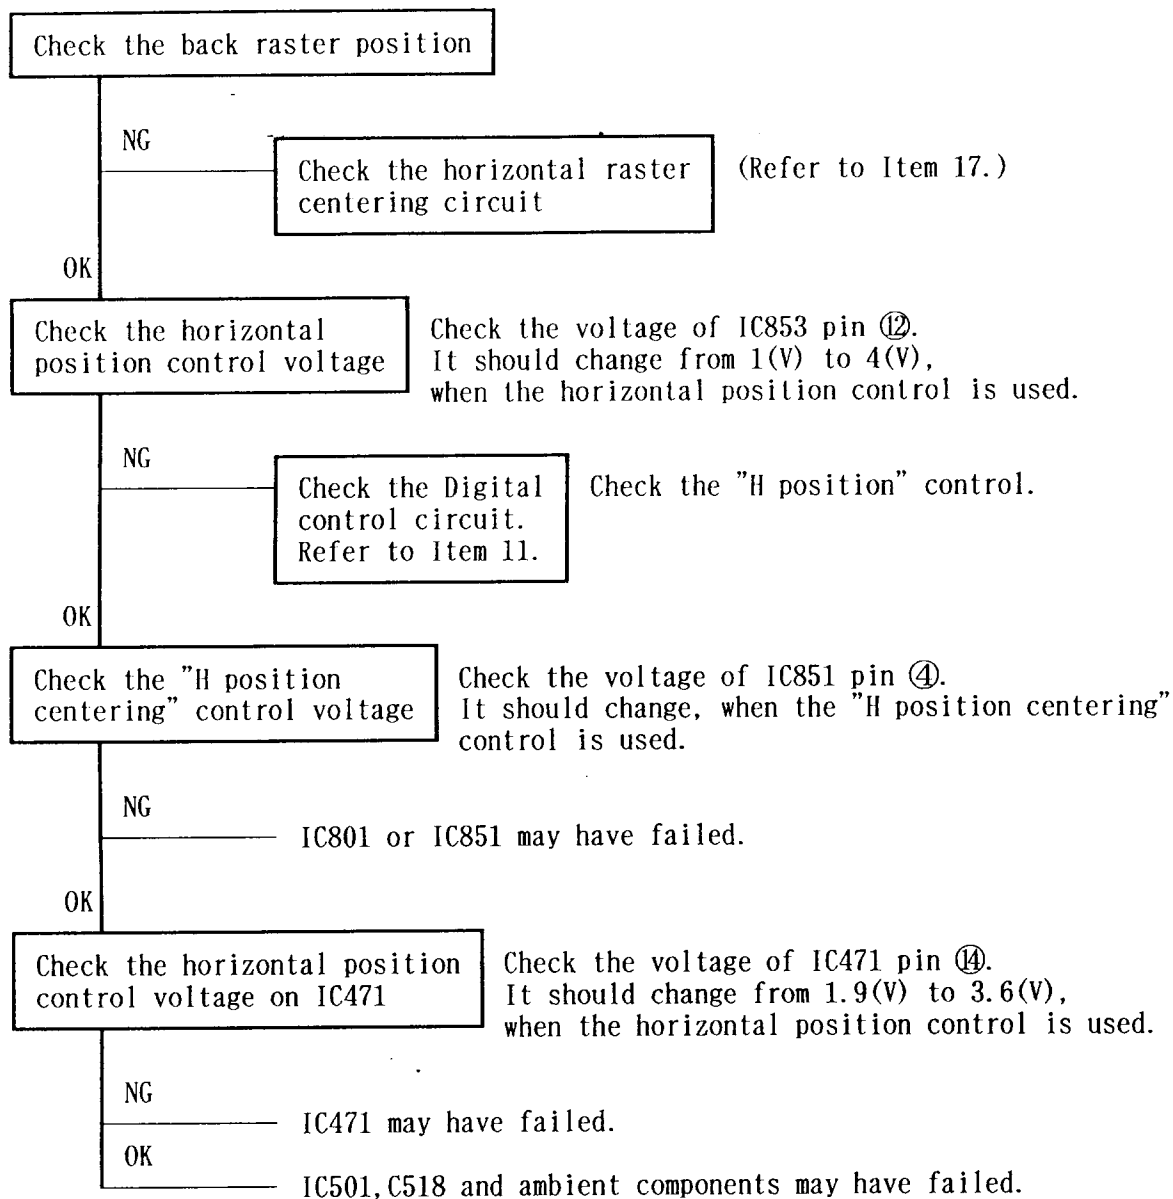 Check the back raster position
NG
Check the horizontal raster
centering circuit
(Refer to Item 17.)
OK
Check the horizontal
position control voltage
Check the voltage of IC853 pin ⑫.
It should change from 1(V) to 4(V),
when the horizontal position control is used.
NG
Check the Digital
control circuit.
Refer to Item 11.
Check the "H position" control.
OK
Check the "H position
centering" control voltage
Check the voltage of IC851 pin ④.
It should change, when the "H position centering"
control is used.
NG
IC801 or IC851 may have failed.
OK
Check the horizontal position
control voltage on IC471
Check the voltage of IC471 pin ⑭.
It should change from 1.9(V) to 3.6(V),
when the horizontal position control is used.
NG
IC471 may have failed.
OK
IC501,C518 and ambient components may have failed.